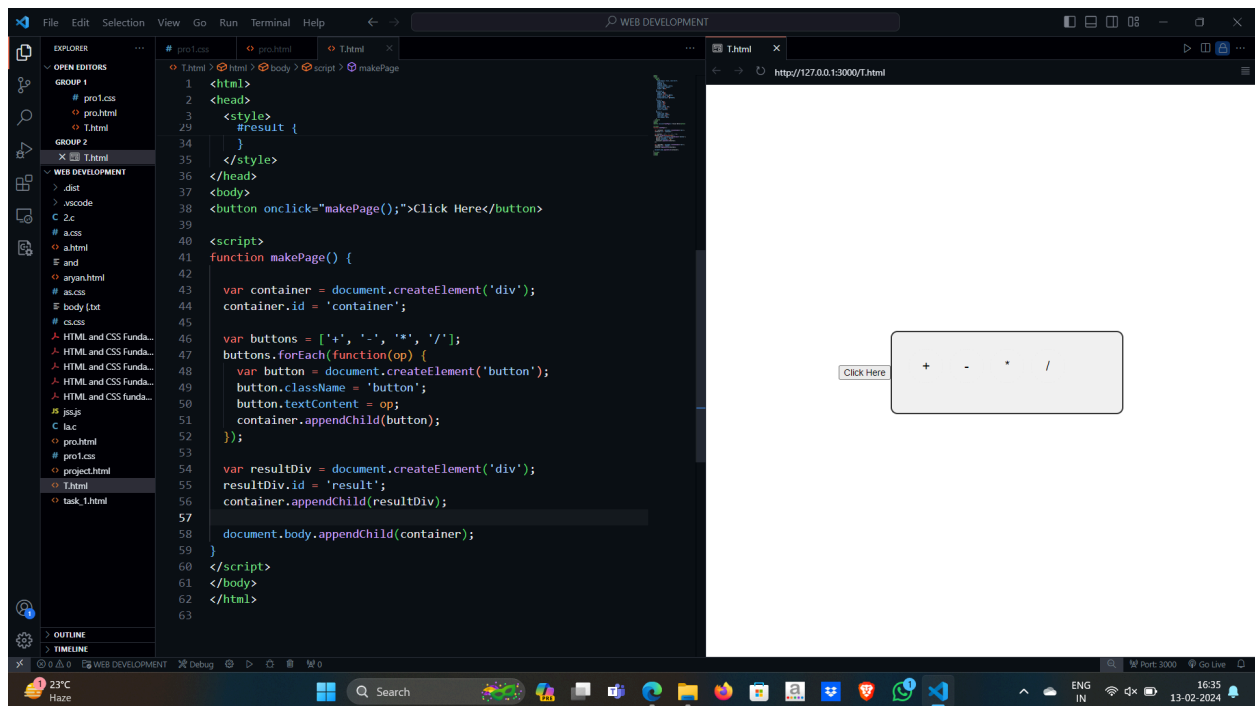 File Edit Selection View Go Run Terminal Help
WEB DEVELOPMENT
EXPLORER
OPEN EDITORS
GROUP 1
# pro1.css
pro.html
T.html
GROUP 2
T.html
WEB DEVELOPMENT
.dist
.vscode
C 2.c
# a.css
a.html
and
aryan.html
# as.css
body {.txt
# cs.css
HTML and CSS Funda...
HTML and CSS Funda...
HTML and CSS Funda...
HTML and CSS Funda...
HTML and CSS funda...
JS jss.js
C la.c
pro.html
# pro1.css
project.html
T.html
task_1.html
OUTLINE
TIMELINE
# pro1.css pro.html T.html
T.html > html > body > script > makePage
1 <html>
2 <head>
3 <style>
29 #result {
34 }
35 </style>
36 </head>
37 <body>
38 <button onclick="makePage();">Click Here</button>
39
40 <script>
41 function makePage() {
42
43 var container = document.createElement('div');
44 container.id = 'container';
45
46 var buttons = ['+', '-', '*', '/'];
47 buttons.forEach(function(op) {
48 var button = document.createElement('button');
49 button.className = 'button';
50 button.textContent = op;
51 container.appendChild(button);
52 });
53
54 var resultDiv = document.createElement('div');
55 resultDiv.id = 'result';
56 container.appendChild(resultDiv);
57
58 document.body.appendChild(container);
59 }
60 </script>
61 </body>
62 </html>
63
T.html
http://127.0.0.1:3000/T.html
Click Here + - * /
0 0 WEB DEVELOPMENT Debug 0 Port: 3000 Go Live
1 23°C
Haze
Search
PRE
1
ENG
IN
16:35
13-02-2024